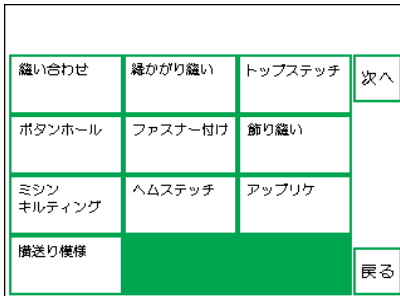 縫い合わせ
縁かがり縫い
トップステッチ
次へ
ボタンホール
ファスナー付け
飾り縫い
ミシン
キルティング
ヘムステッチ
アップリケ
横送り模様
戻る